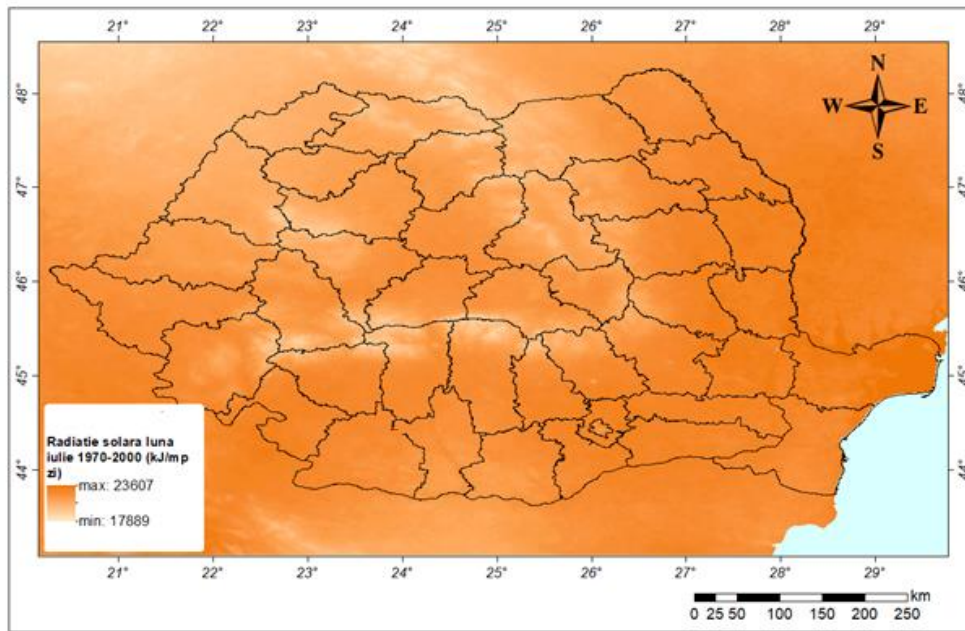 21° 22° 23° 24° 25° 26° 27° 28° 29°
48° 48°
47° 47°
46° 46°
45° 45°
44° 44°
N
W E
S
Radiatie solara luna
iulie 1970-2000 (kJ/mp
zi)
max: 23607
min: 17889
21° 22° 23° 24° 25° 26° 27° 28° 29°
km
0 25 50 100 150 200 250